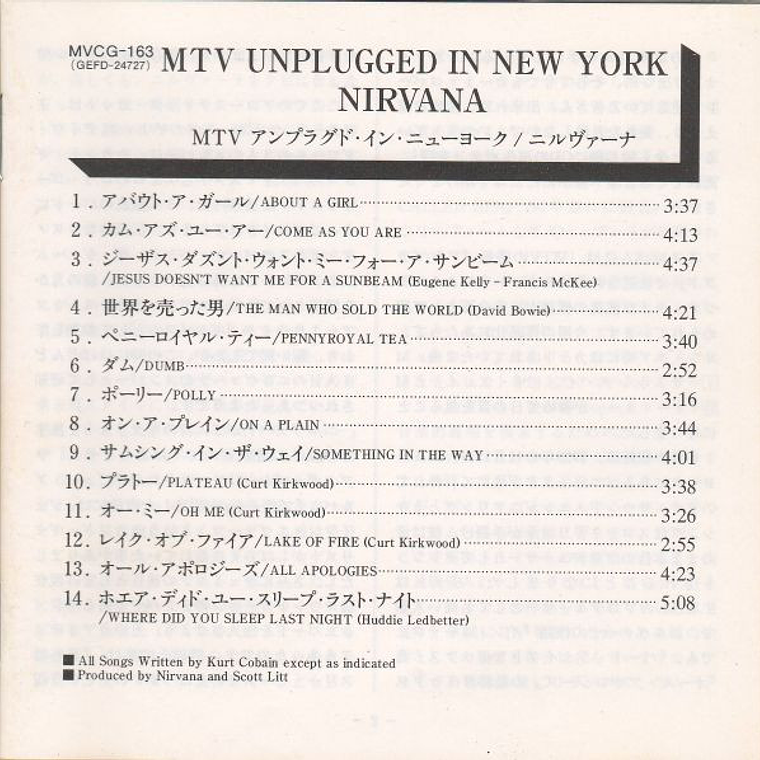 MVCG-163
(GEFD-24727)
MTV UNPLUGGED IN NEW YORK
NIRVANA
MTV アンプラグド・イン・ニューヨーク / ニルヴァーナ
1. アバウト・ア・ガール/ABOUT A GIRL 3:37
2. カム・アズ・ユー・アー/COME AS YOU ARE 4:13
3. ジーザス・ダズント・ウォント・ミー・フォー・ア・サンビーム 4:37
/JESUS DOESN'T WANT ME FOR A SUNBEAM (Eugene Kelly – Francis McKee)
4. 世界を売った男/THE MAN WHO SOLD THE WORLD (David Bowie) 4:21
5. ペニーロイヤル・ティー/PENNYROYAL TEA 3:40
6. ダム/DUMB 2:52
7. ポーリー/POLLY 3:16
8. オン・ア・プレイン/ON A PLAIN 3:44
9. サムシング・イン・ザ・ウェイ/SOMETHING IN THE WAY 4:01
10. プラトー/PLATEAU (Curt Kirkwood) 3:38
11. オー・ミー/OH ME (Curt Kirkwood) 3:26
12. レイク・オブ・ファイア/LAKE OF FIRE (Curt Kirkwood) 2:55
13. オール・アポロジーズ/ALL APOLOGIES 4:23
14. ホエア・ディド・ユー・スリープ・ラスト・ナイト 5:08
/WHERE DID YOU SLEEP LAST NIGHT (Huddie Ledbetter)
■All Songs Written by Kurt Cobain except as indicated
■Produced by Nirvana and Scott Litt